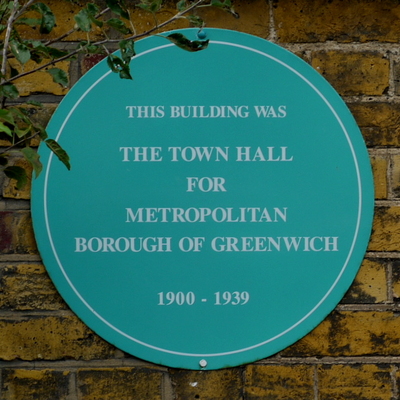 THIS BUILDING WAS
THE TOWN HALL
FOR
METROPOLITAN
BOROUGH OF GREENWICH
1900 - 1939